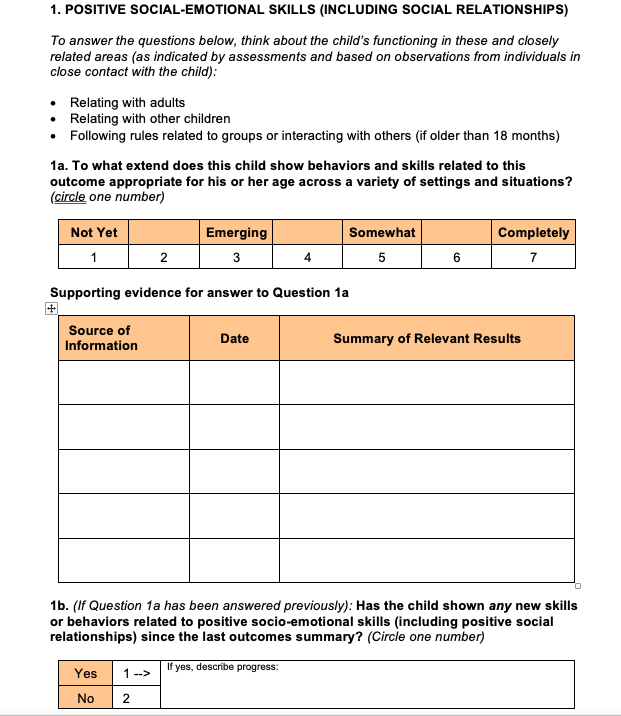 1. POSITIVE SOCIAL-EMOTIONAL SKILLS (INCLUDING SOCIAL RELATIONSHIPS)
To answer the questions below, think about the child's functioning in these and closely
related areas (as indicated by assessments and based on observations from individuals in
close contact with the child):
• Relating with adults
• Relating with other children
• Following rules related to groups or interacting with others (if older than 18 months)
1a. To what extend does this child show behaviors and skills related to this
outcome appropriate for his or her age across a variety of settings and situations?
(circle one number)
Not Yet Emerging Somewhat Completely
1 2 3 4 5 6 7
Supporting evidence for answer to Question 1a
Source of
Information
Date
Summary of Relevant Results
1b. (If Question 1a has been answered previously): Has the child shown any new skills
or behaviors related to positive socio-emotional skills (including positive social
relationships) since the last outcomes summary? (Circle one number)
Yes 1 --> If yes, describe progress:
No 2